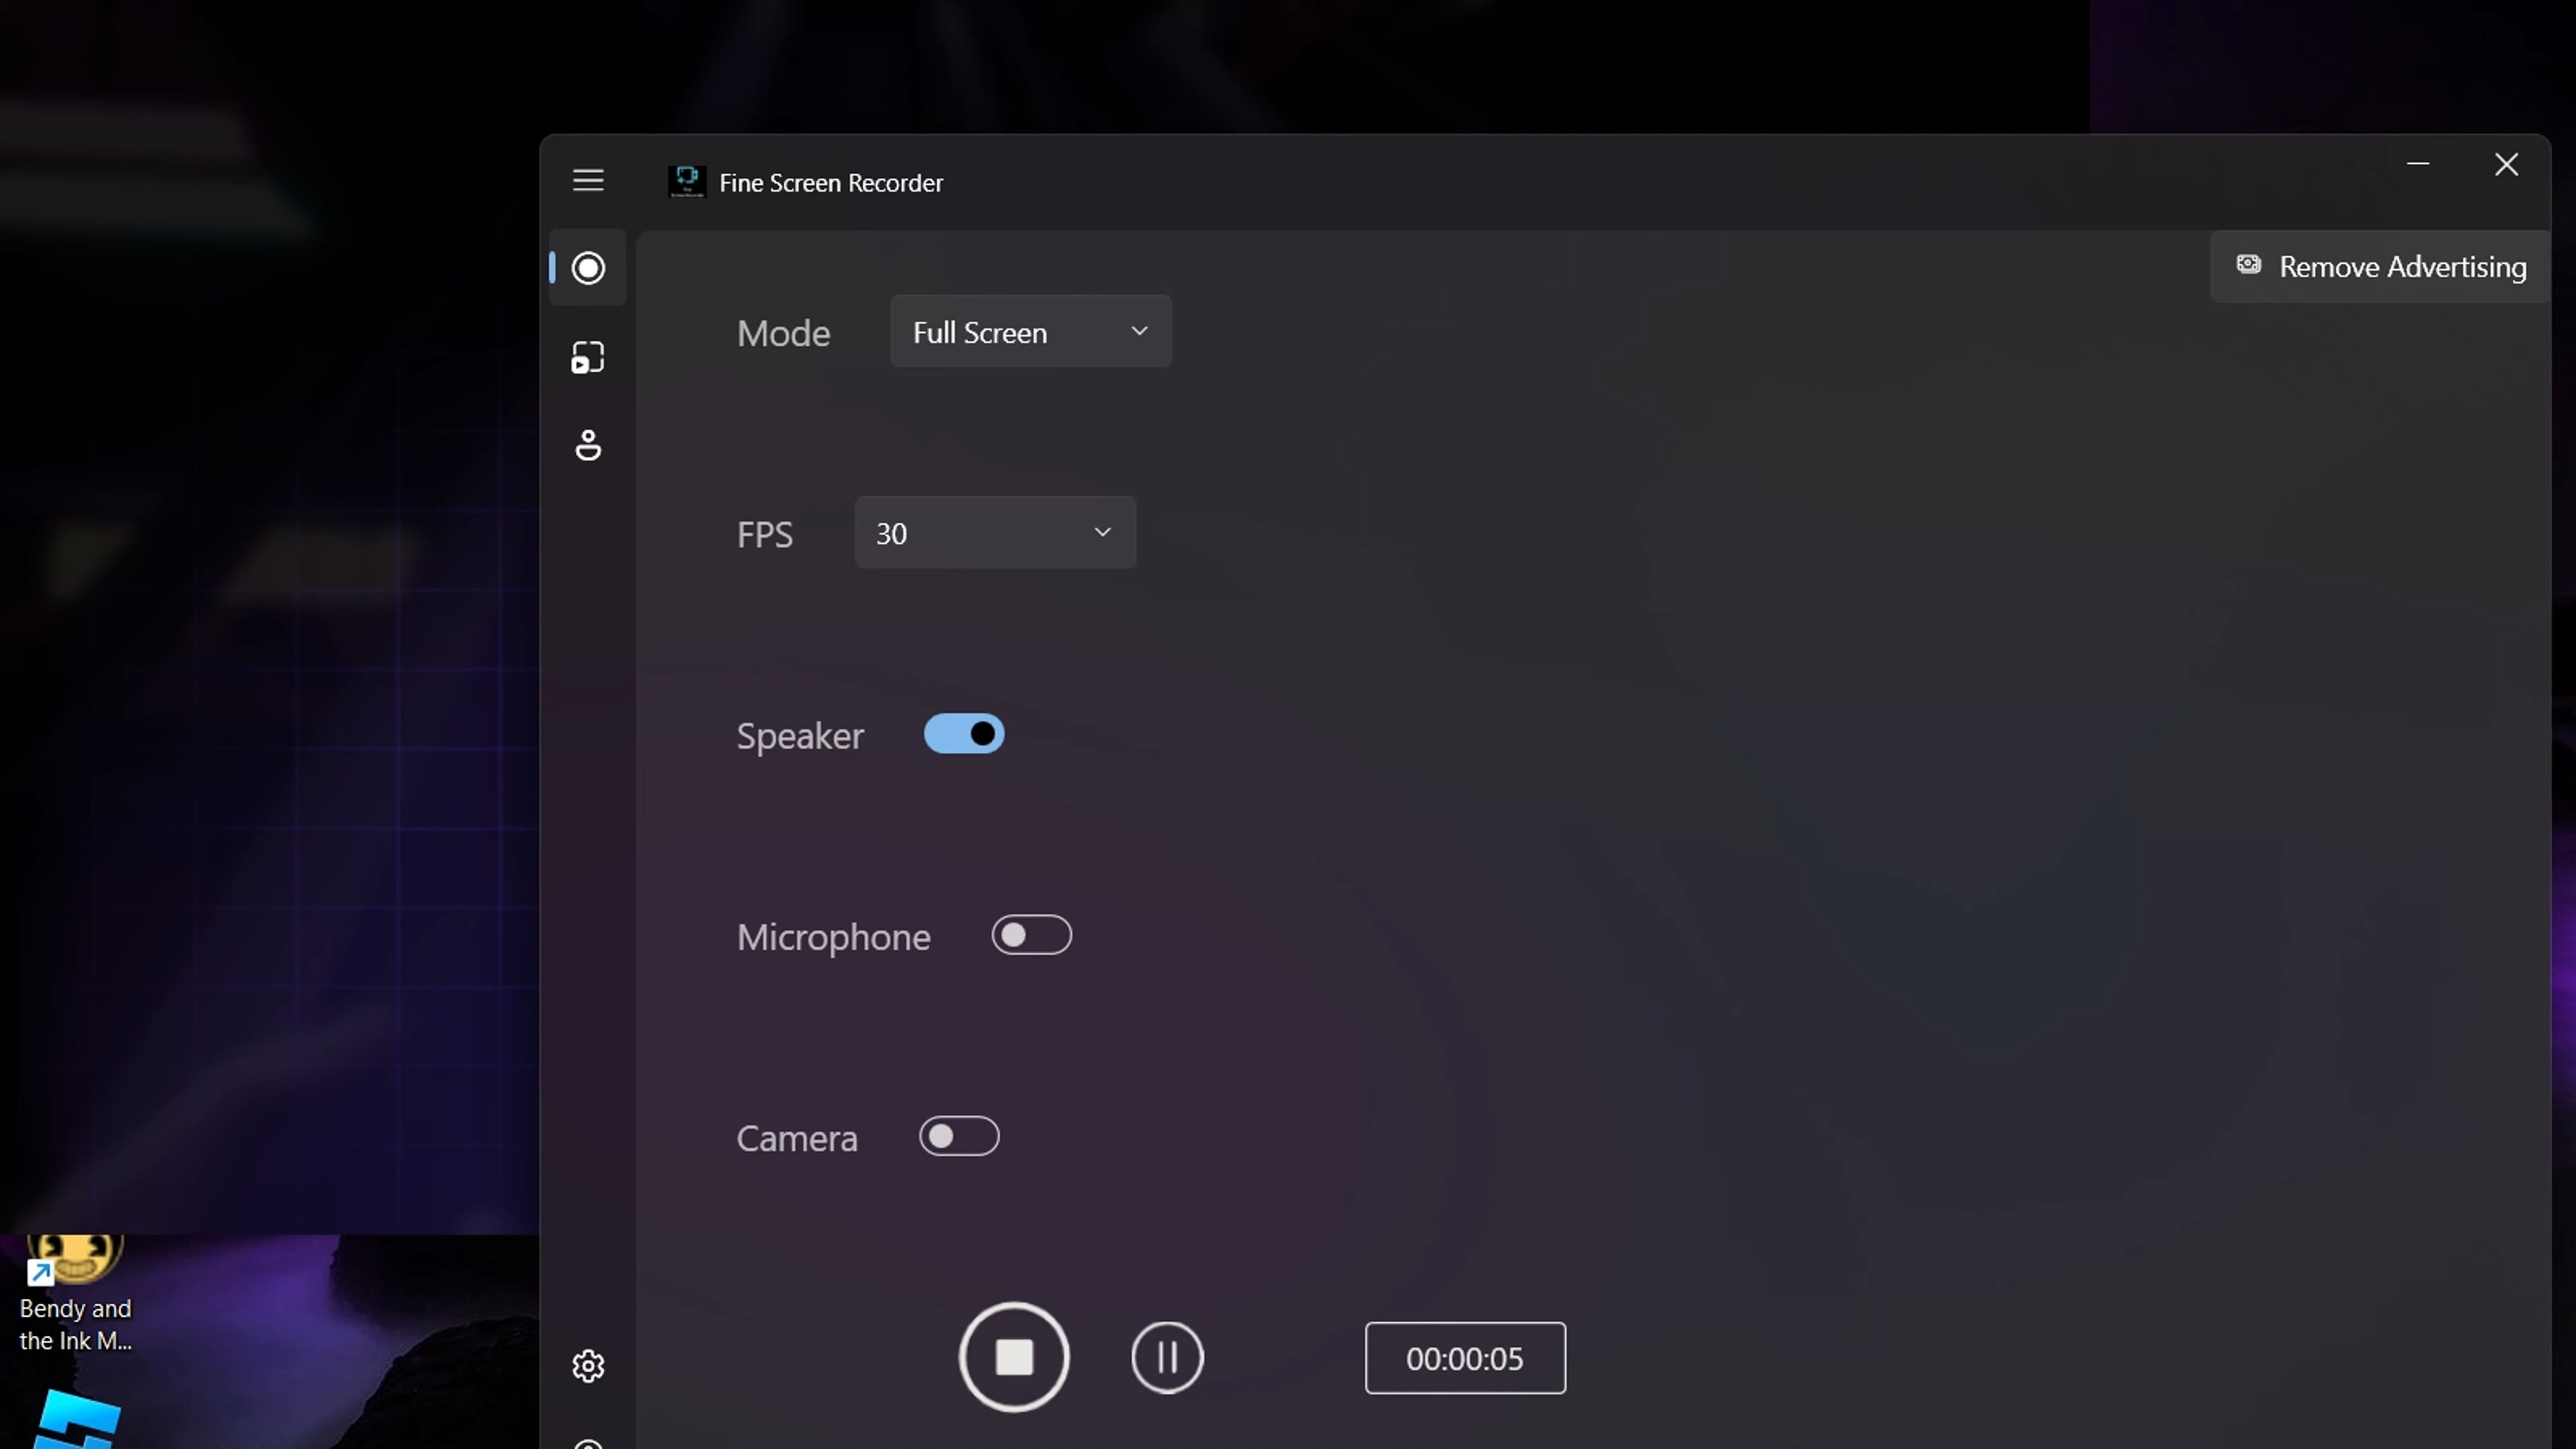 Fine Screen Recorder
Remove Advertising
Mode
Full Screen
FPS
30
Speaker
Microphone
Camera
00:00:05
Bendy and
the Ink M...